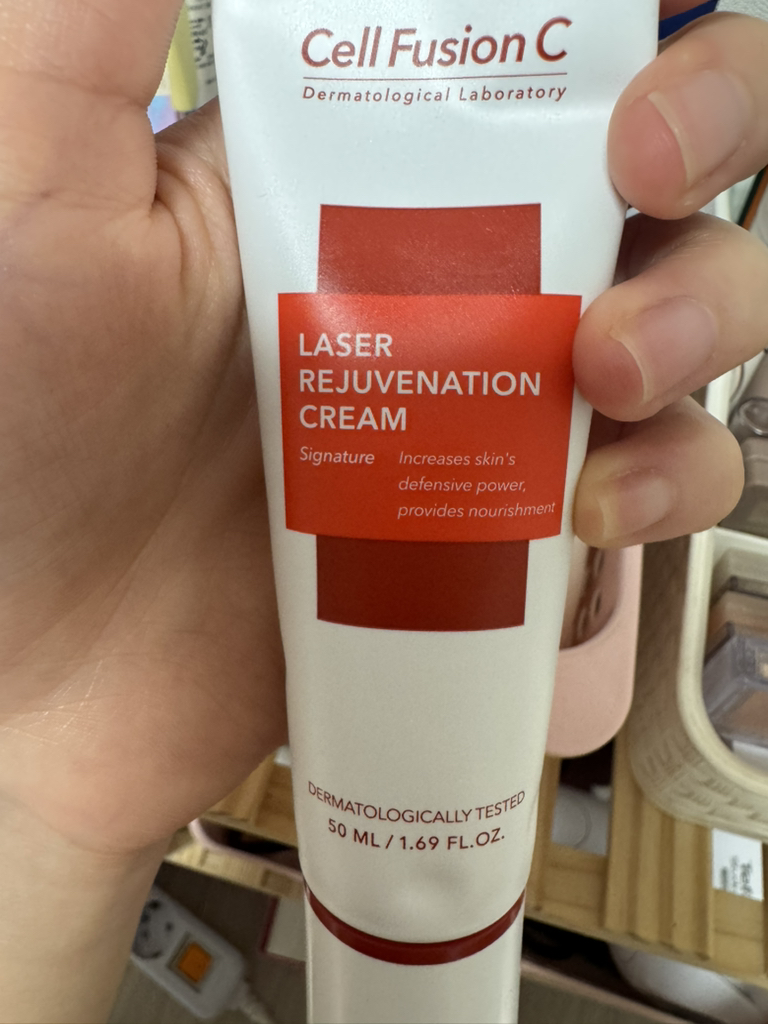 Cell Fusion C
Dermatological Laboratory
LASER
REJUVENATION
CREAM
Signature Increases skin's
defensive power,
provides nourishment
DERMATOLOGICALLY TESTED
50 ML / 1.69 FL.OZ.